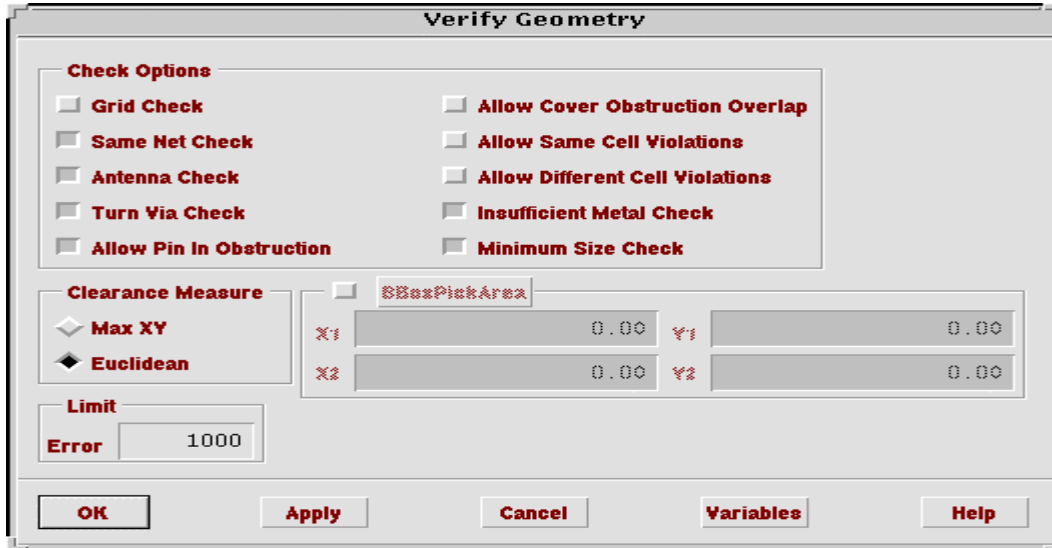 Verify Geometry
Check Options
Grid Check
Same Net Check
Antenna Check
Turn Via Check
Allow Pin In Obstruction
Allow Cover Obstruction Overlap
Allow Same Cell Violations
Allow Different Cell Violations
Insufficient Metal Check
Minimum Size Check
Clearance Measure
Max XY
Euclidean
BBoxPickArea
X1 0.00 Y1 0.00
X2 0.00 Y2 0.00
Limit
Error 1000
OK Apply Cancel Variables Help